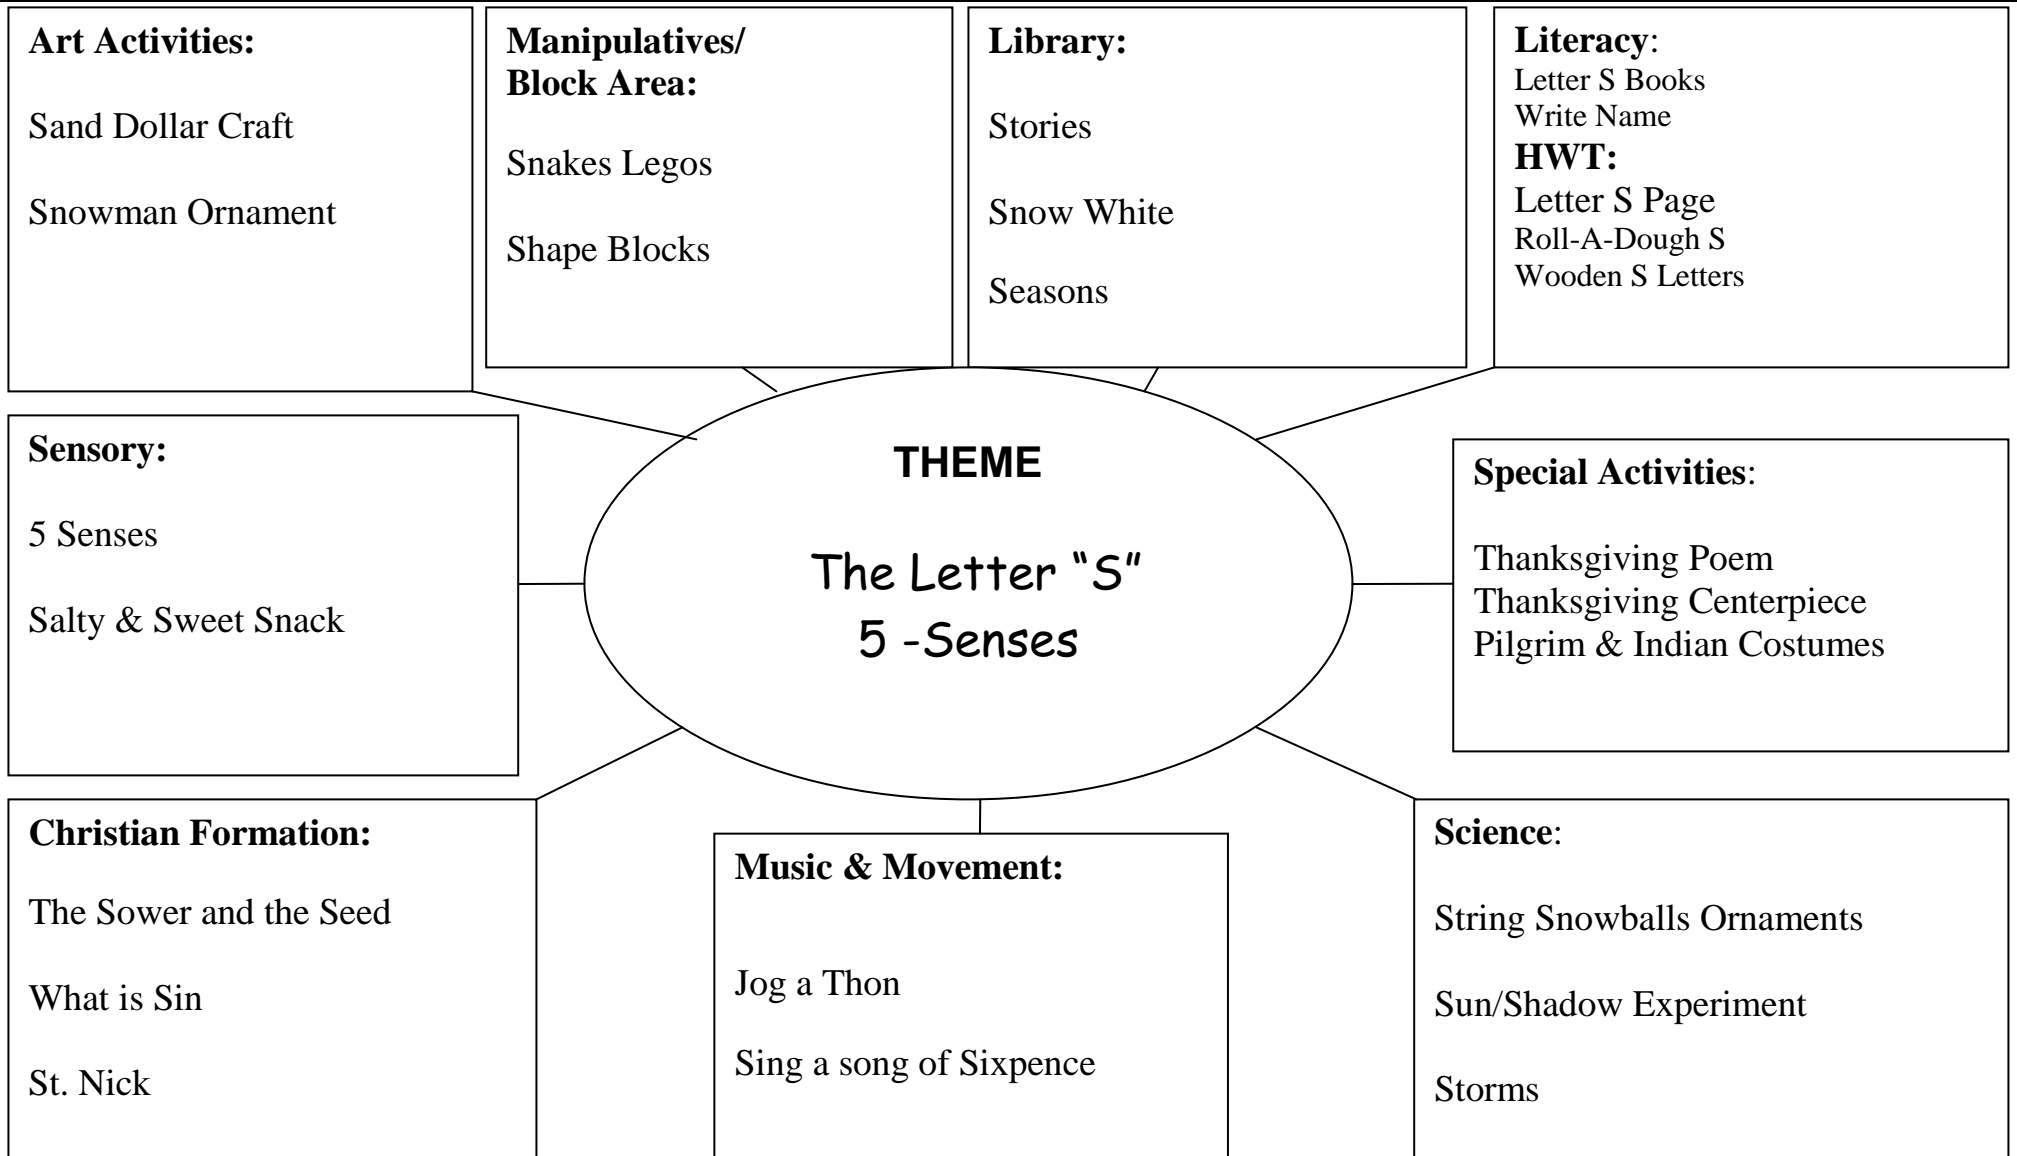 Art Activities:
Sand Dollar Craft
Snowman Ornament
Manipulatives/
Block Area:
Snakes Legos
Shape Blocks
Library:
Stories
Snow White
Seasons
Literacy:
Letter S Books
Write Name
HWT:
Letter S Page
Roll-A-Dough S
Wooden S Letters
Sensory:
5 Senses
Salty & Sweet Snack
THEME
The Letter “S”
5 -Senses
Special Activities:
Thanksgiving Poem
Thanksgiving Centerpiece
Pilgrim & Indian Costumes
Christian Formation:
The Sower and the Seed
What is Sin
St. Nick
Music & Movement:
Jog a Thon
Sing a song of Sixpence
Science:
String Snowballs Ornaments
Sun/Shadow Experiment
Storms